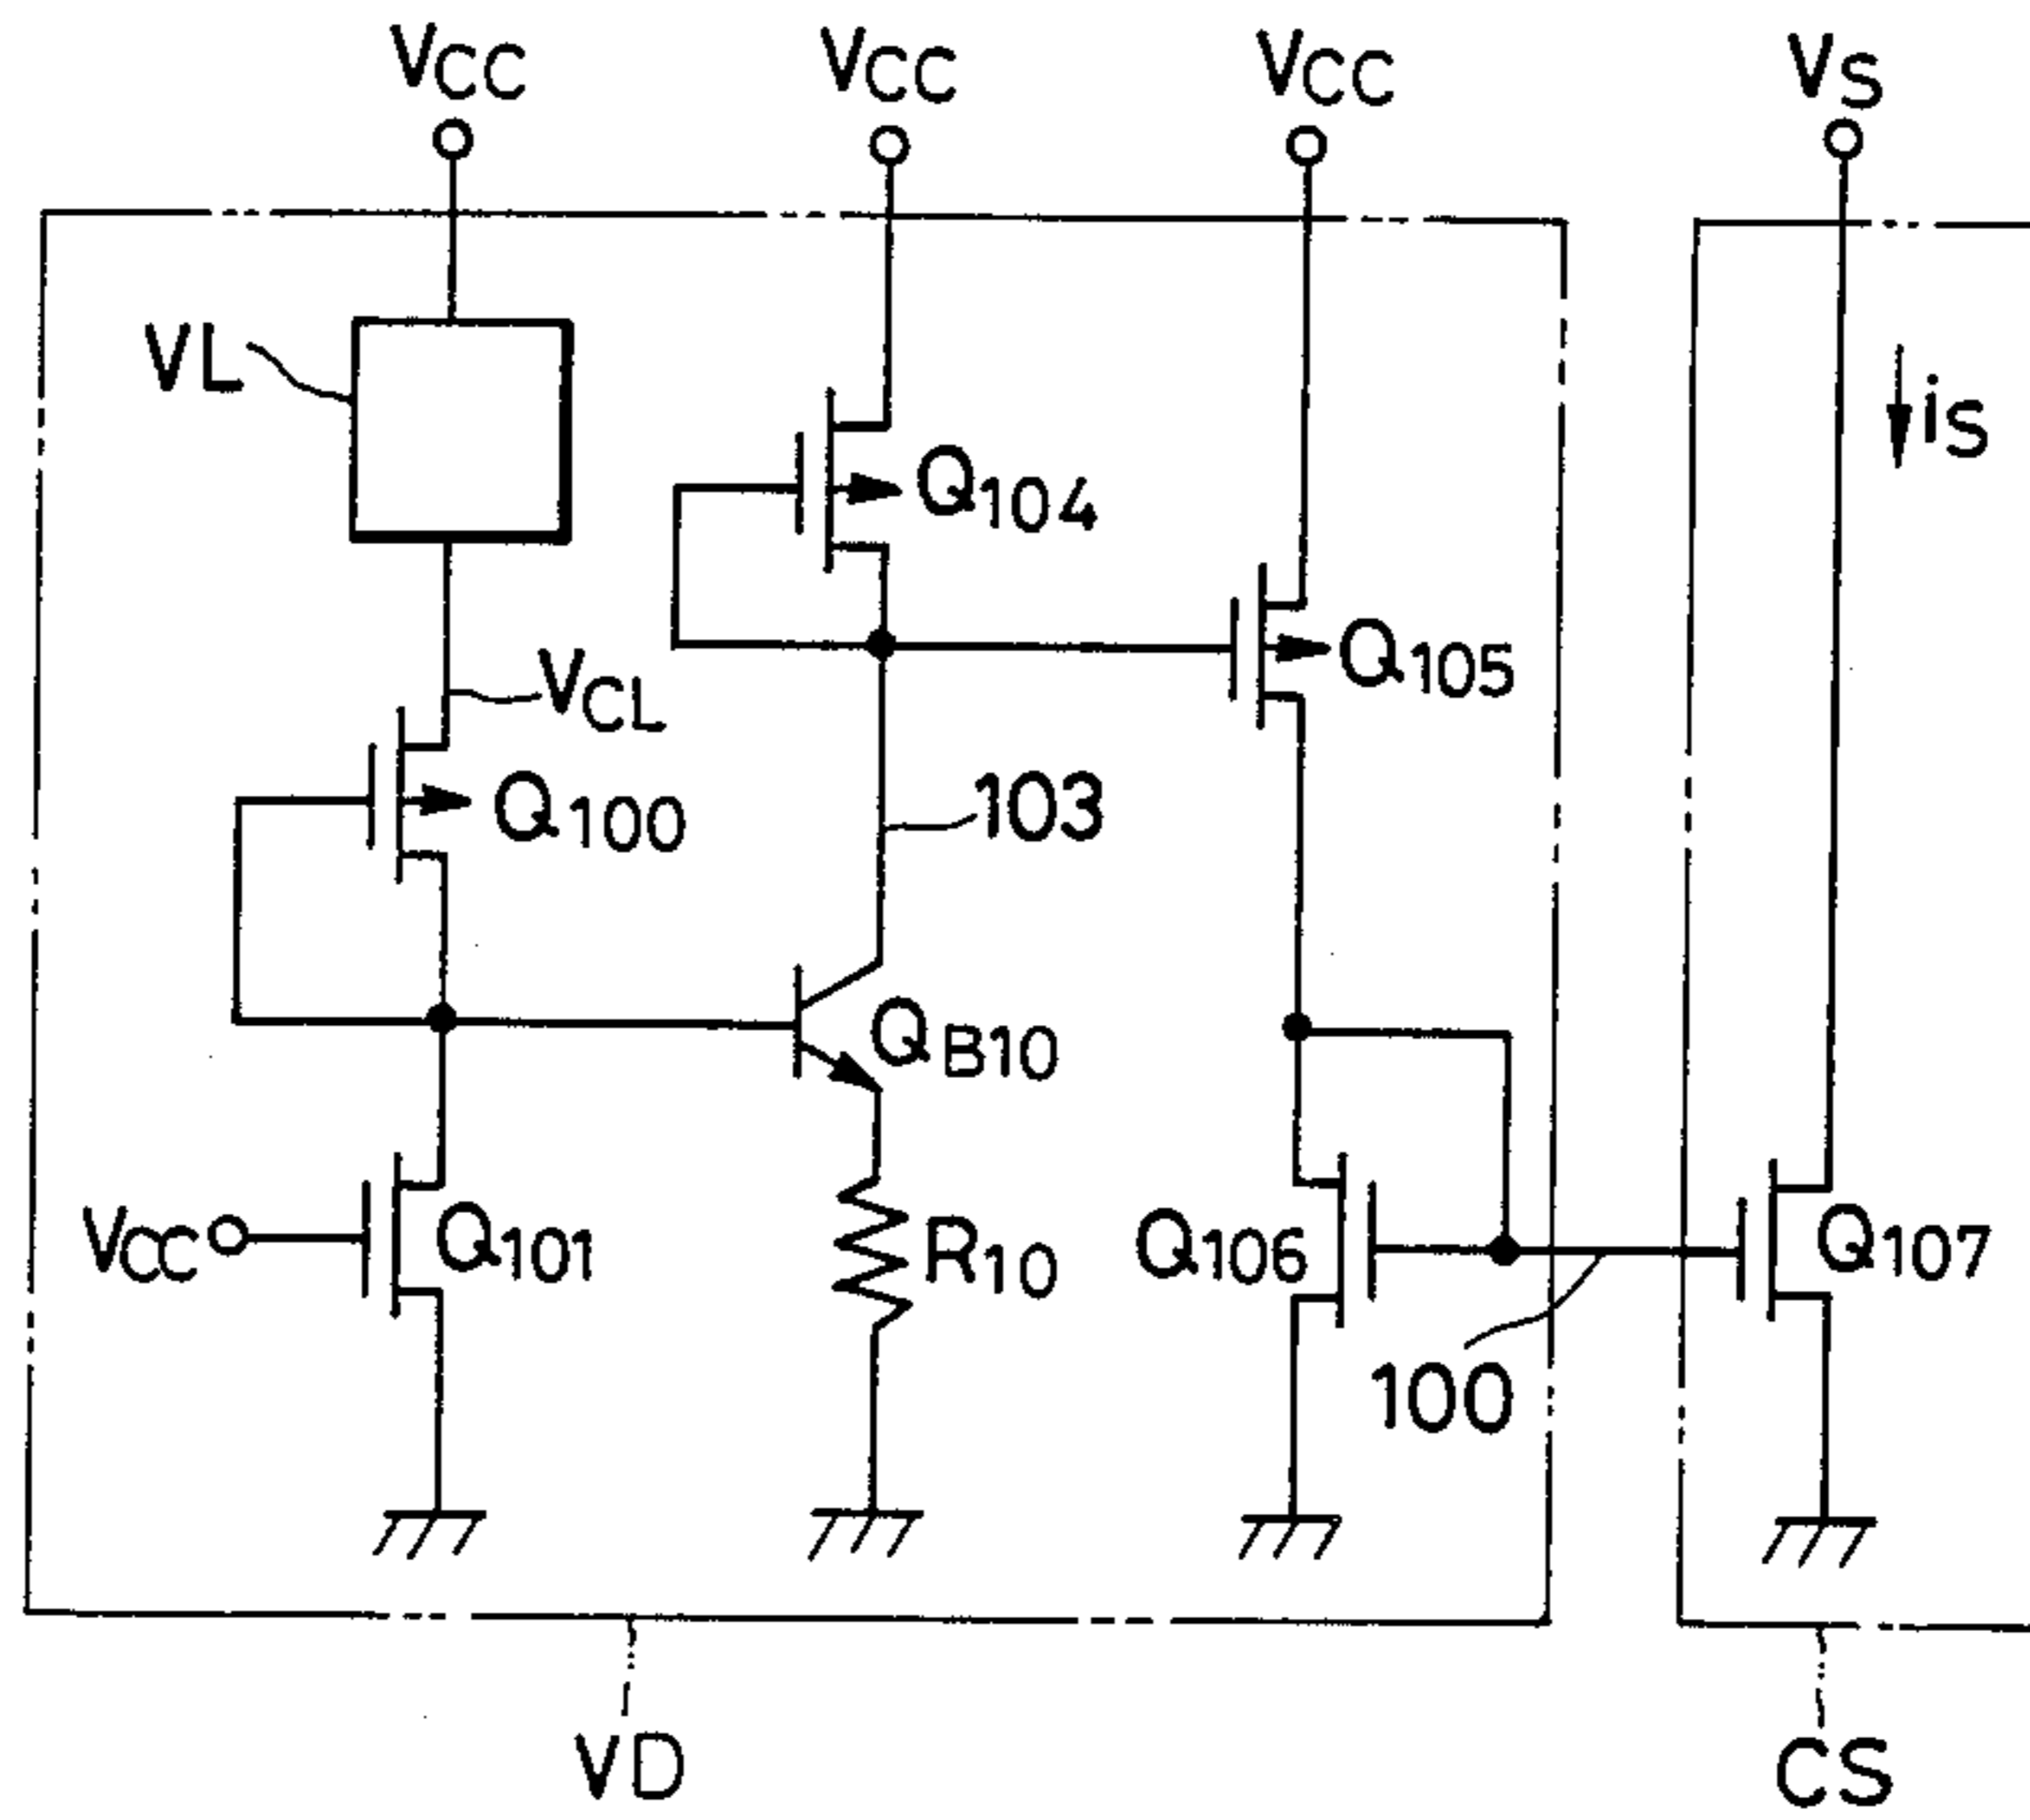 VCC VCC VCC VS
VL
iS
Q104
Q105
VCL
Q100
103
QB10
VCC
Q101
R10
Q106
Q107
100
VD
CS